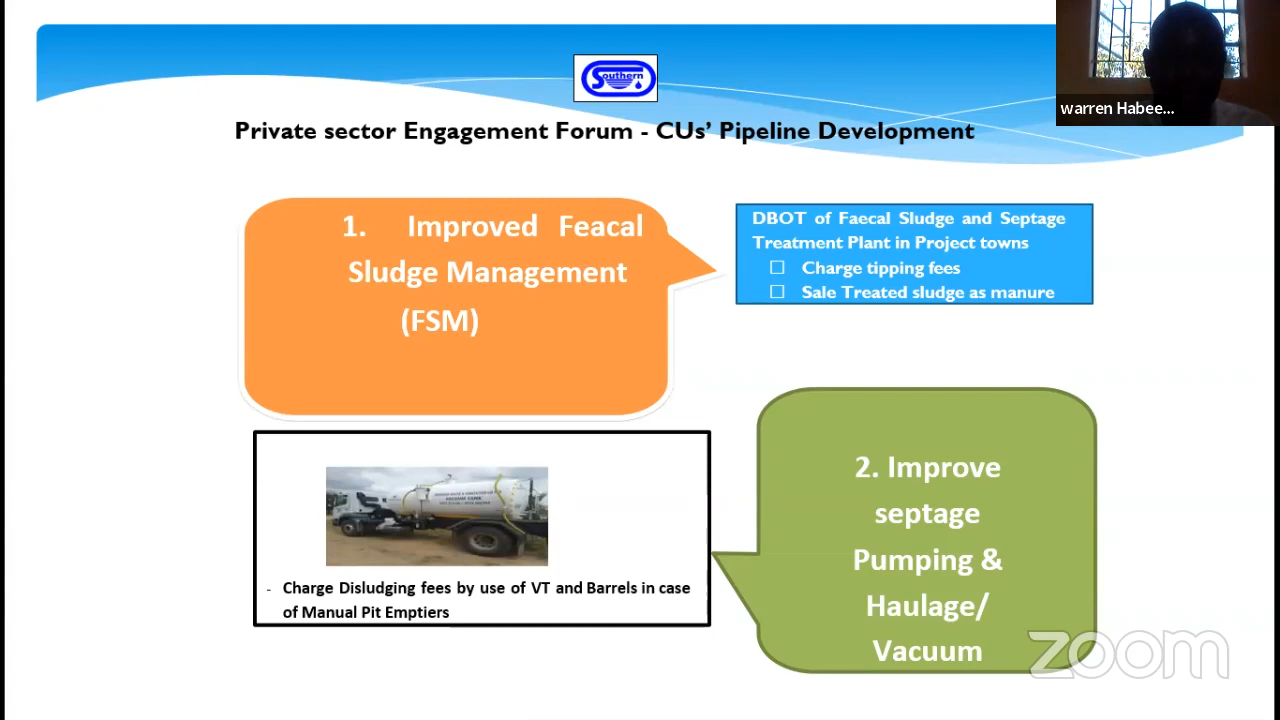 Southern
warren Habee...
Private sector Engagement Forum - CUs' Pipeline Development
1. Improved Feacal
Sludge Management
(FSM)
DBOT of Faecal Sludge and Septage
Treatment Plant in Project towns
☐ Charge tipping fees
☐ Sale Treated sludge as manure
- Charge Disludging fees by use of VT and Barrels in case
of Manual Pit Emptiers
2. Improve
septage
Pumping &
Haulage/
Vacuum
zoom